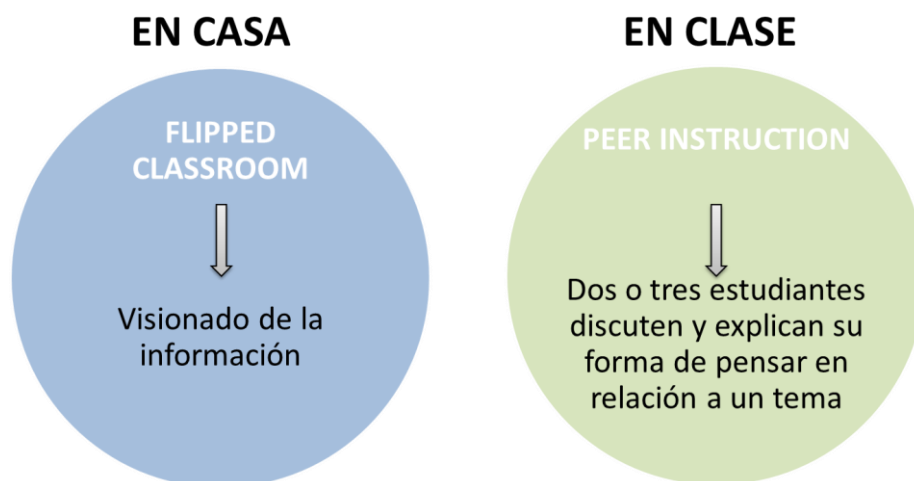 EN CASA
FLIPPED
CLASSROOM
Visionado de la
información
EN CLASE
PEER INSTRUCTION
Dos o tres estudiantes
discuten y explican su
forma de pensar en
relación a un tema